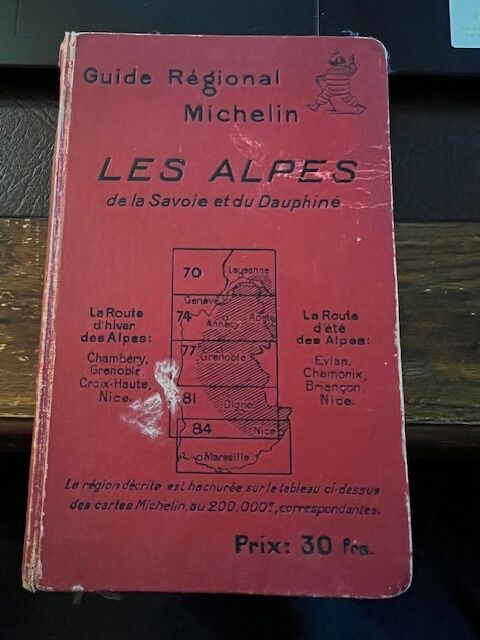 Guide Régional
Michelin
LES ALPES
de la Savoie et du Dauphiné
La Route
d'hiver
des Alpes:
Chambéry,
Grenoble,
Croix-Haute,
Nice.
70
Lausanne
Genève
74
Annecy
Aoste
77
Grenoble
81
Digne
84
Nice
Marseille
La Route
d'été
des Alpes:
Evian,
Chamonix,
Briançon,
Nice.
La région décrite est hachurée sur le tableau ci-dessus
des cartes Michelin, au 200.000e, correspondantes.
Prix: 30 frs.